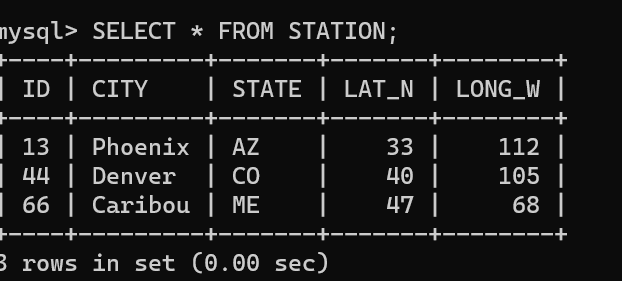 mysql> SELECT * FROM STATION;
+----+---------+-------+-------+--------+
| ID | CITY    | STATE | LAT_N | LONG_W |
+----+---------+-------+-------+--------+
| 13 | Phoenix | AZ    |    33 |    112 |
| 44 | Denver  | CO    |    40 |    105 |
| 66 | Caribou | ME    |    47 |     68 |
+----+---------+-------+-------+--------+
3 rows in set (0.00 sec)